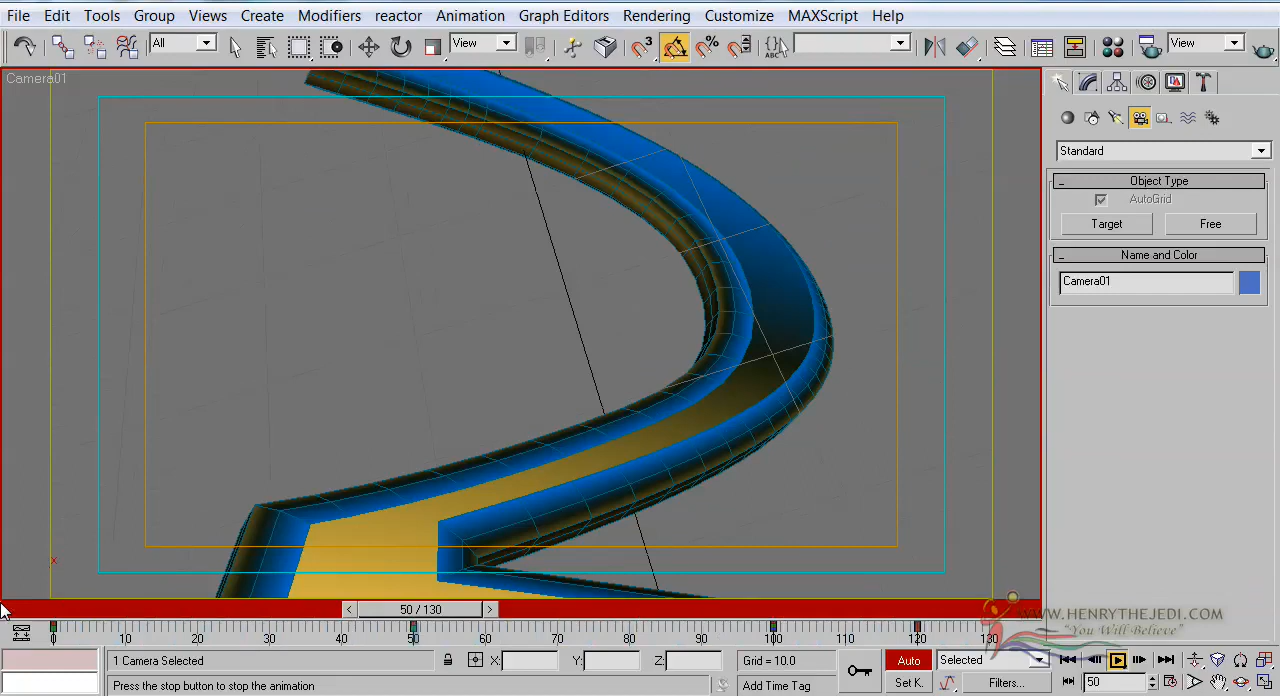 File Edit Tools Group Views Create Modifiers reactor Animation Graph Editors Rendering Customize MAXScript Help
All View 3 % ABC View
Camera01
Standard
- Object Type
AutoGrid
Target Free
- Name and Color
Camera01
x
< 50 / 130 >
WWW.HENRYTHEJEDI.COM
"You Will Believe"
0 10 20 30 40 50 60 70 80 90 100 110 120 130
1 Camera Selected X: Y: Z: Grid = 10.0 Auto Selected
Press the stop button to stop the animation Add Time Tag Set K. Filters... 50